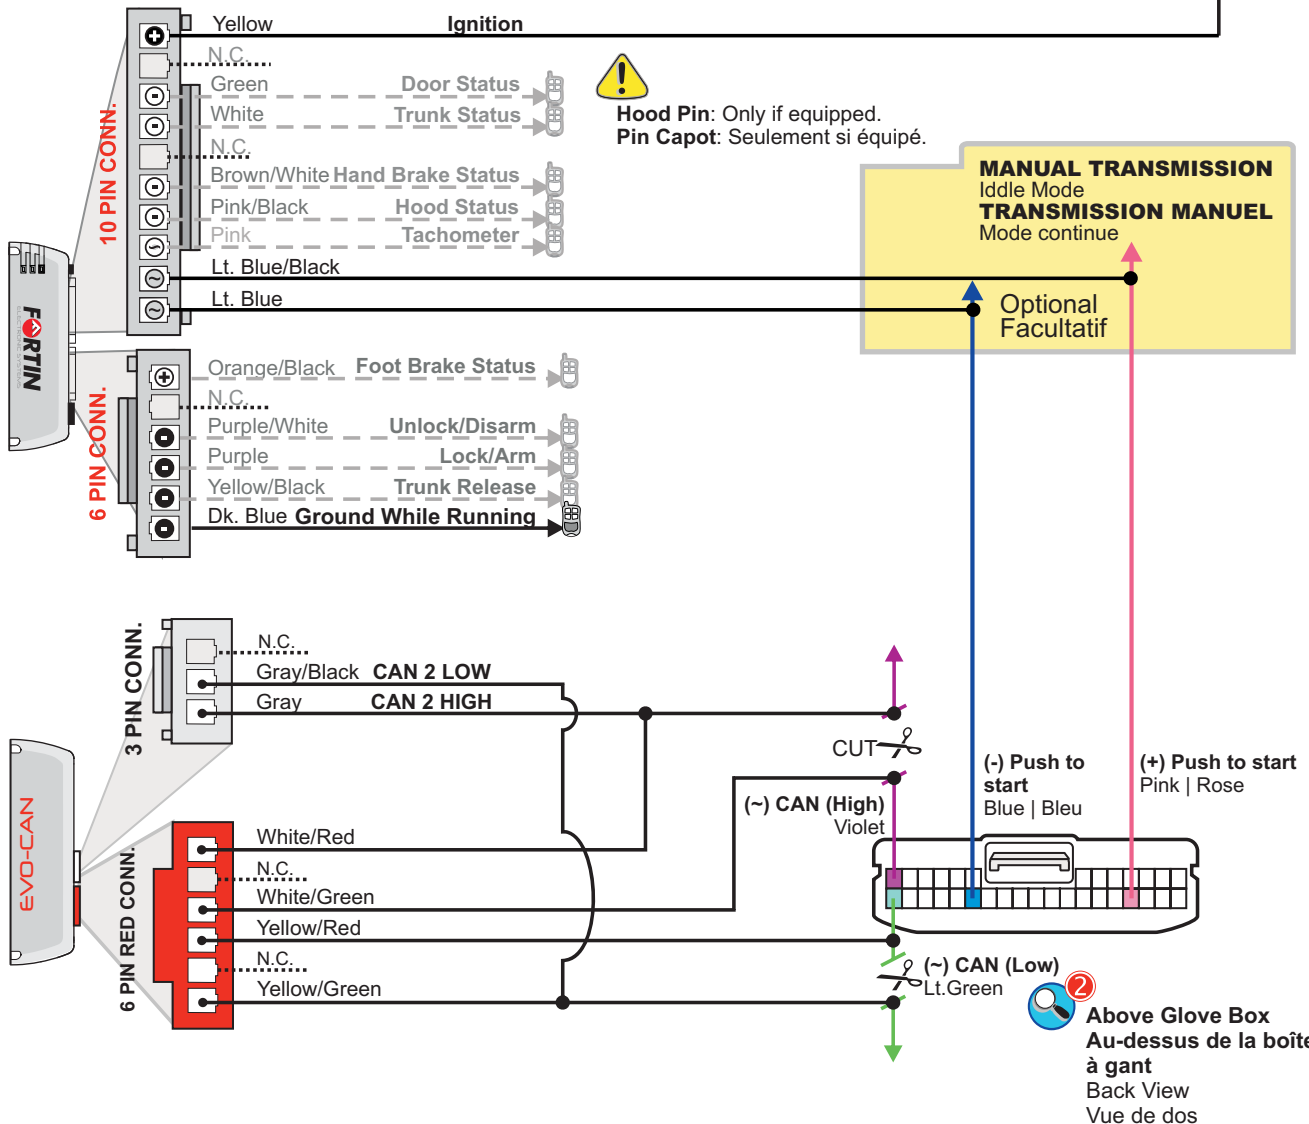 Yellow Ignition
N.C.
Green Door Status
White Trunk Status
N.C.
Brown/White Hand Brake Status
Pink/Black Hood Status
Pink Tachometer
Lt. Blue/Black
Lt. Blue
10 PIN CONN.
Hood Pin: Only if equipped.
Pin Capot: Seulement si équipé.
MANUAL TRANSMISSION
Iddle Mode
TRANSMISSION MANUEL
Mode continue
Optional
Facultatif
FORTIN
ELECTRONIC SYSTEMS
Orange/Black Foot Brake Status
N.C.
Purple/White Unlock/Disarm
Purple Lock/Arm
Yellow/Black Trunk Release
Dk. Blue Ground While Running
6 PIN CONN.
3 PIN CONN.
N.C.
Gray/Black CAN 2 LOW
Gray CAN 2 HIGH
CUT
(-) Push to
start
Blue | Bleu
(+) Push to start
Pink | Rose
(~) CAN (High)
Violet
EVO-CAN
6 PIN RED CONN.
White/Red
N.C.
White/Green
Yellow/Red
N.C.
Yellow/Green
(~) CAN (Low)
Lt.Green
2
Above Glove Box
Au-dessus de la boîte
à gant
Back View
Vue de dos